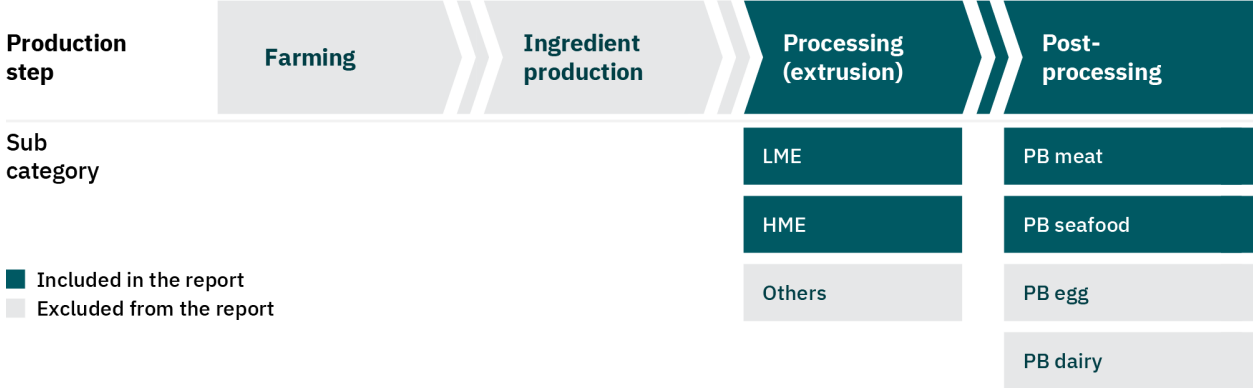 Production
step
Farming
Ingredient
production
Processing
(extrusion)
Post-
processing
Sub
category
LME
PB meat
HME
PB seafood
Included in the report
Excluded from the report
Others
PB egg
PB dairy